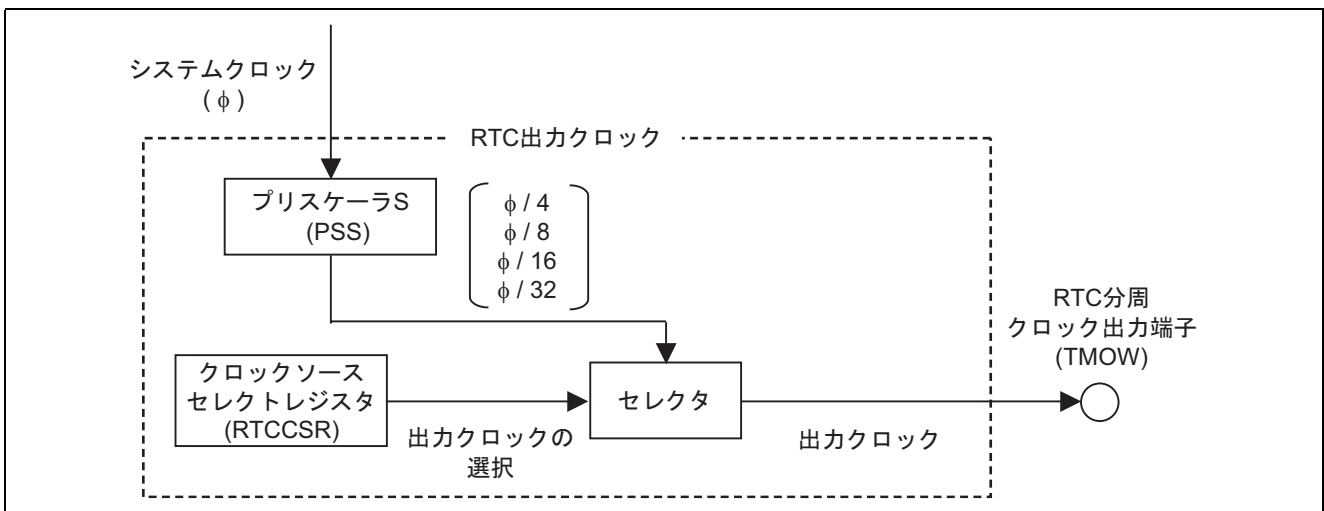 システムクロック
( ϕ )
RTC出力クロック
プリスケーラS
(PSS)
ϕ / 4
ϕ / 8
ϕ / 16
ϕ / 32
RTC分周
クロック出力端子
(TMOW)
クロックソース
セレクトレジスタ
(RTCCSR)
出力クロックの
選択
セレクタ
出力クロック